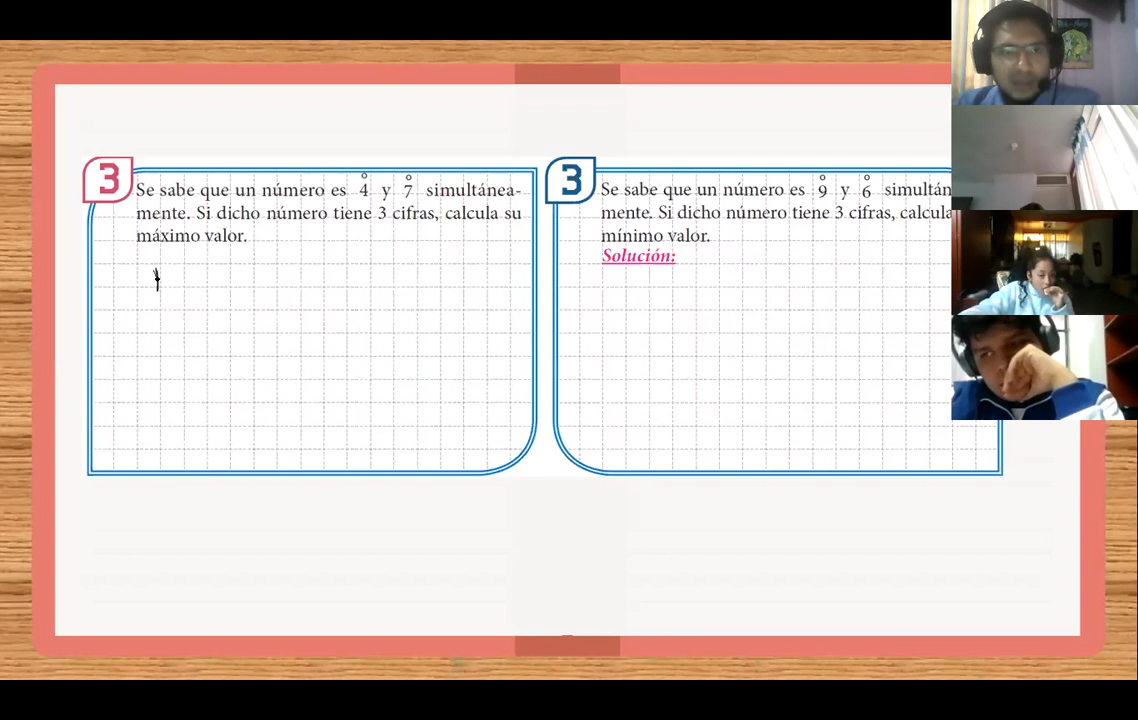 3
Se sabe que un número es 4̊ y 7̊ simultánea-
mente. Si dicho número tiene 3 cifras, calcula su
máximo valor.
3
Se sabe que un número es 9̊ y 6̊ simultán
mente. Si dicho número tiene 3 cifras, calcula
mínimo valor.
Solución: